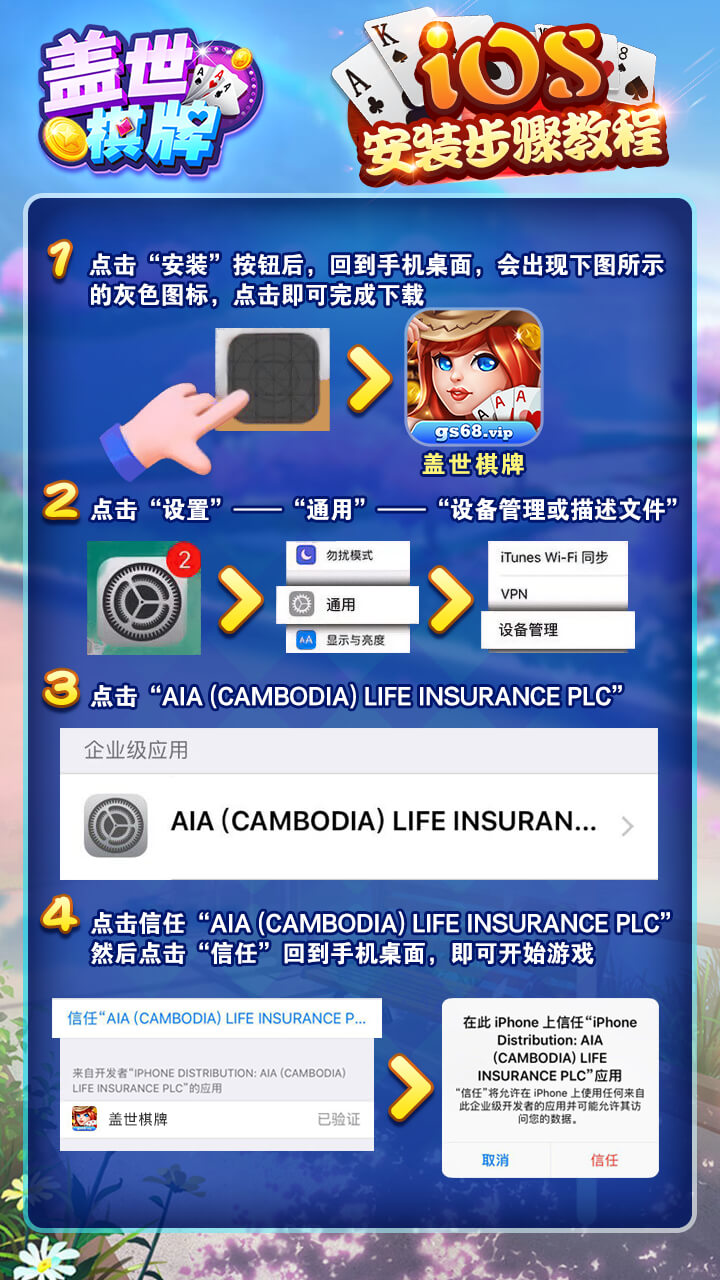 盖世
棋牌
iOS
安装步骤教程
1 点击“安装”按钮后，回到手机桌面，会出现下图所示
的灰色图标，点击即可完成下载
gs68.vip
盖世棋牌
2 点击“设置”——“通用”——“设备管理或描述文件”
2
勿扰模式
通用
显示与亮度
iTunes Wi-Fi 同步
VPN
设备管理
3 点击“AIA (CAMBODIA) LIFE INSURANCE PLC”
企业级应用
AIA (CAMBODIA) LIFE INSURAN...
4 点击信任“AIA (CAMBODIA) LIFE INSURANCE PLC”
然后点击“信任”回到手机桌面，即可开始游戏
信任“AIA (CAMBODIA) LIFE INSURANCE P...
来自开发者“IPHONE DISTRIBUTION: AIA (CAMBODIA)
LIFE INSURANCE PLC”的应用
盖世棋牌 已验证
在此 iPhone 上信任“iPhone
Distribution: AIA
(CAMBODIA) LIFE
INSURANCE PLC”应用
“信任”将允许在 iPhone 上使用任何来自
此企业级开发者的应用并可能允许其访
问您的数据。
取消 信任